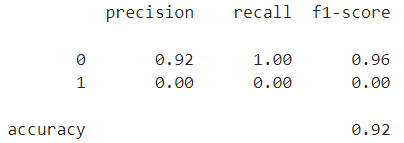 precision recall f1-score
0 0.92 1.00 0.96
1 0.00 0.00 0.00
accuracy 0.92